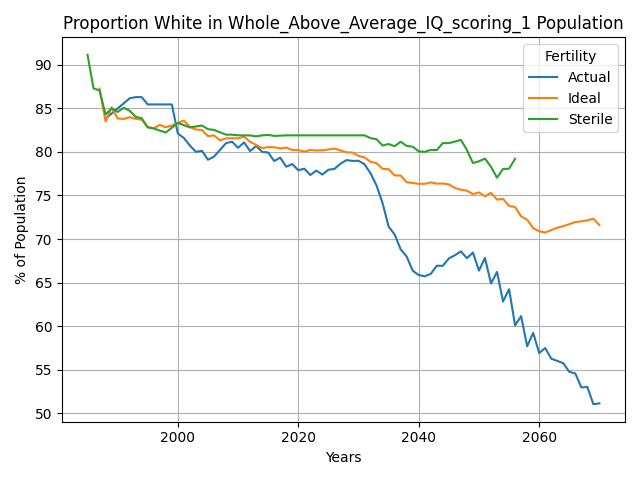 Proportion White in Whole_Above_Average_IQ_scoring_1 Population
Fertility
Actual
Ideal
Sterile
% of Population
90
85
80
75
70
65
60
55
50
2000
2020
2040
2060
Years